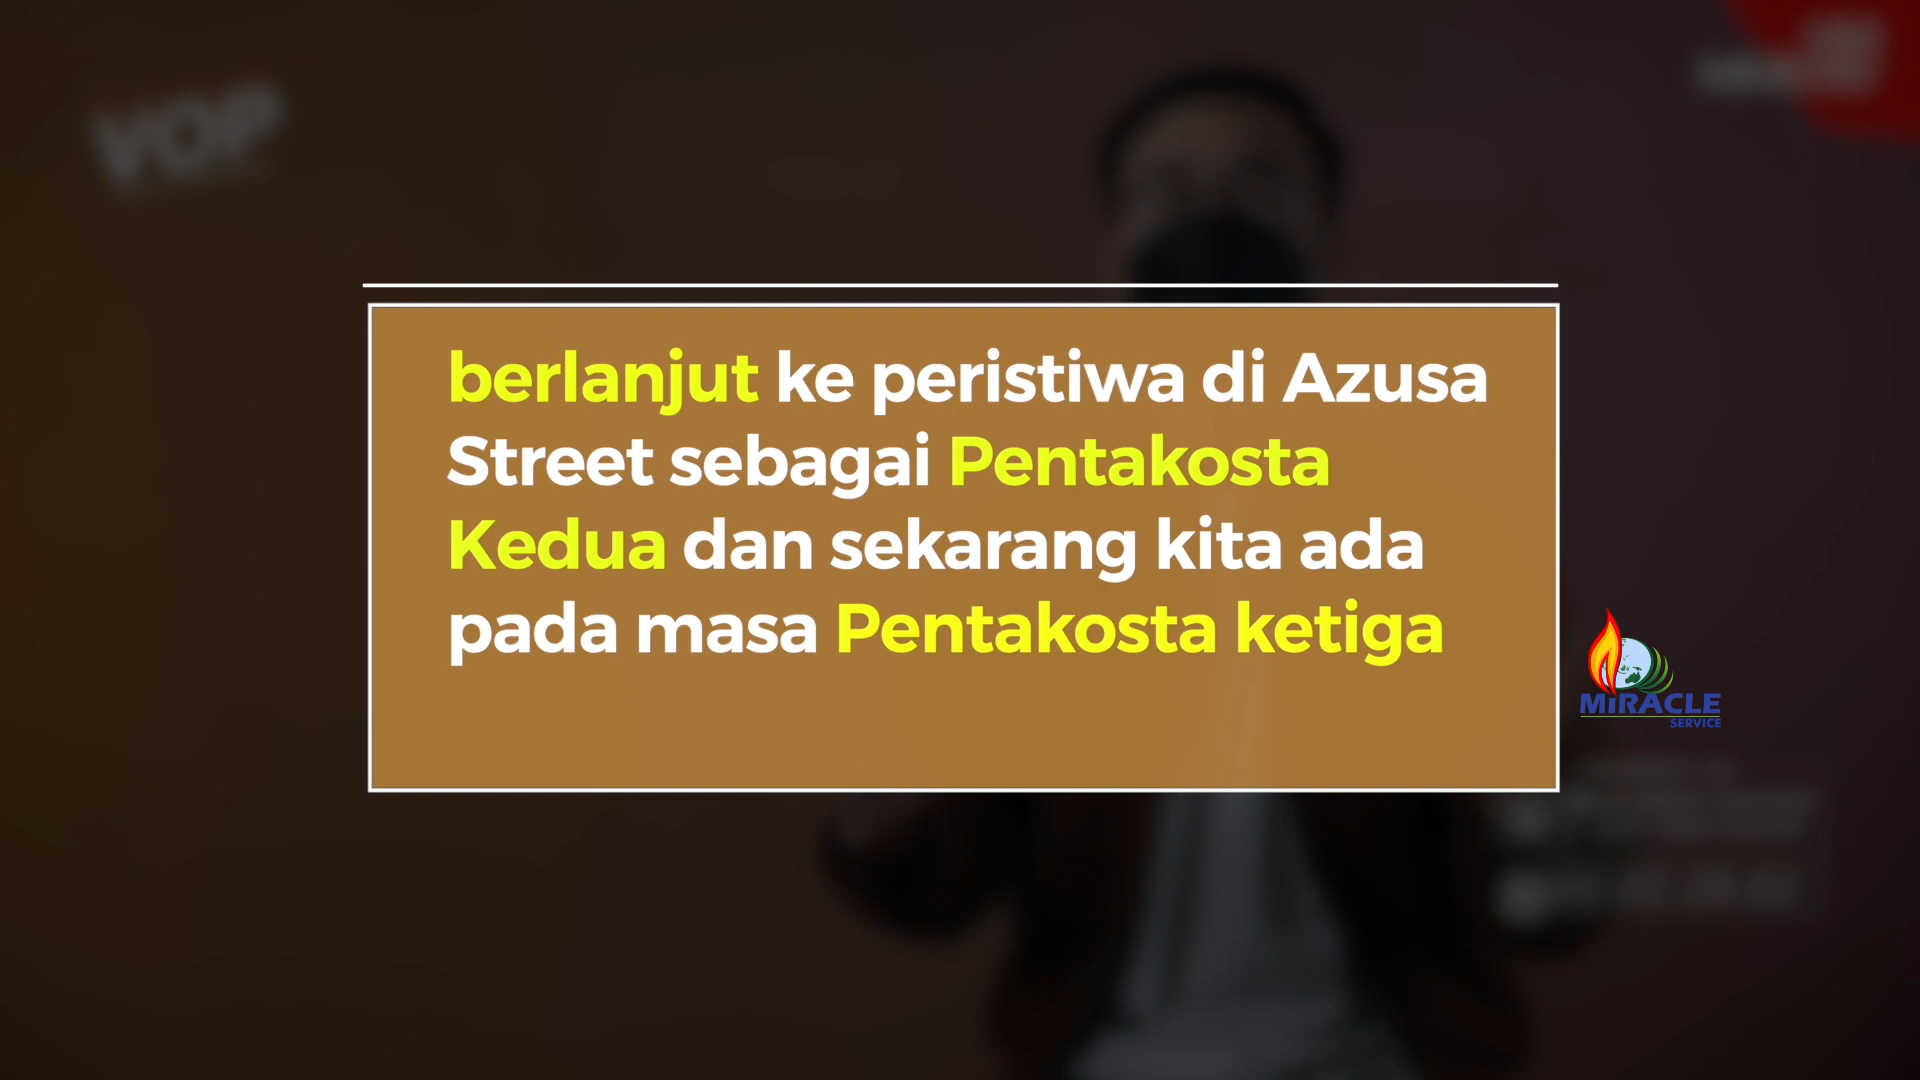 VOP
berlanjut ke peristiwa di Azusa
Street sebagai Pentakosta
Kedua dan sekarang kita ada
pada masa Pentakosta ketiga
MiRACLE
SERVICE